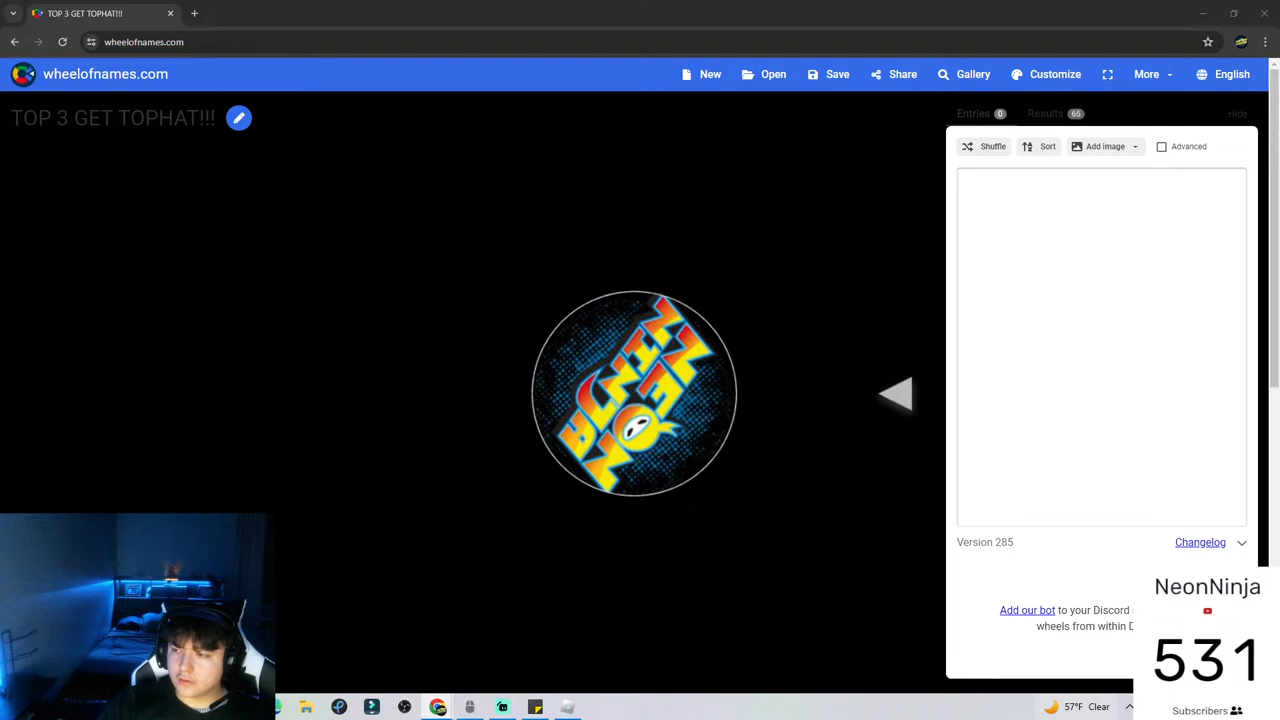 TOP 3 GET TOPHAT!!!
wheelofnames.com
wheelofnames.com
New
Open
Save
Share
Gallery
Customize
More
English
TOP 3 GET TOPHAT!!!
Entries 0
Results 65
Hide
Shuffle
Sort
Add image
Advanced
NEON
NINJA
Version 285
Changelog
Add our bot to your Discord
wheels from within D
NeonNinja
531
Subscribers
57°F Clear